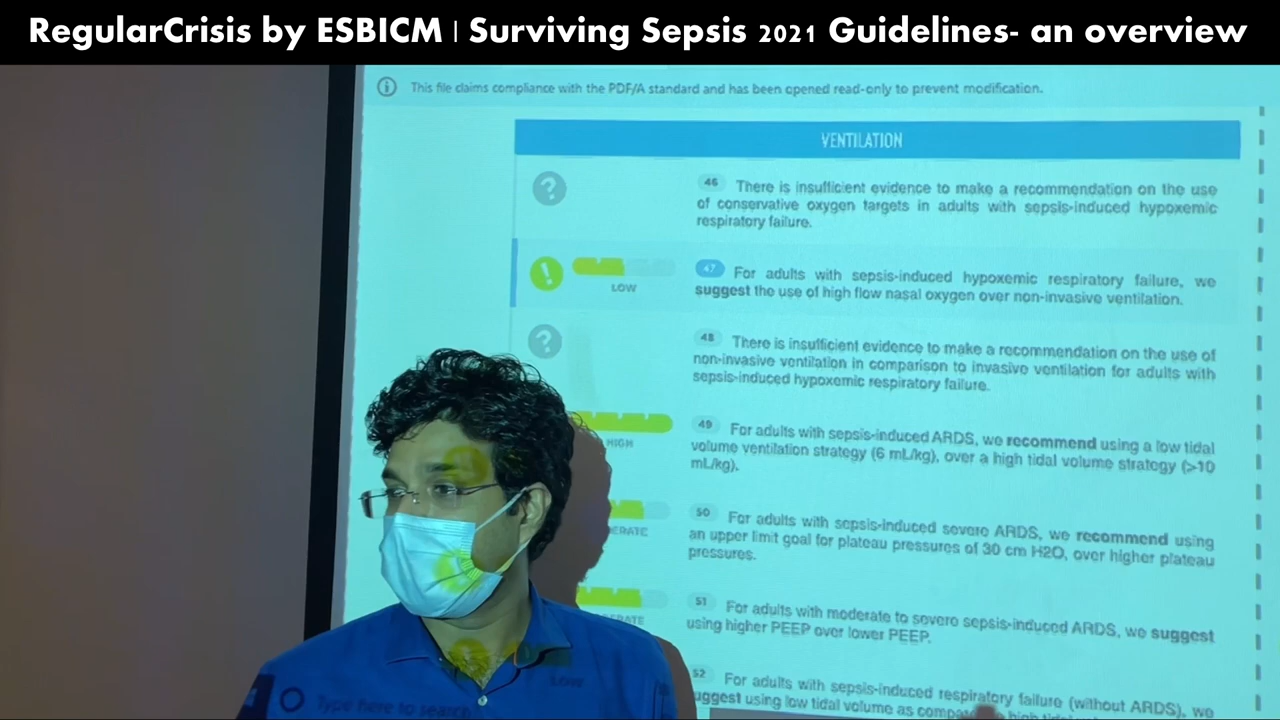 RegularCrisis by ESBICM | Surviving Sepsis 2021 Guidelines- an overview
This file claims compliance with the PDF/A standard and has been opened read-only to prevent modification.
VENTILATION
46 There is insufficient evidence to make a recommendation on the use
of conservative oxygen targets in adults with sepsis-induced hypoxemic
respiratory failure.
47 For adults with sepsis-induced hypoxemic respiratory failure, we
LOW suggest the use of high flow nasal oxygen over non-invasive ventilation.
48 There is insufficient evidence to make a recommendation on the use of
non-invasive ventilation in comparison to invasive ventilation for adults with
sepsis-induced hypoxemic respiratory failure.
49 For adults with sepsis-induced ARDS, we recommend using a low tidal
HIGH volume ventilation strategy (6 mL/kg), over a high tidal volume strategy (>10
mL/kg).
50 For adults with sepsis-induced severe ARDS, we recommend using
ERATE an upper limit goal for plateau pressures of 30 cm H2O, over higher plateau
pressures.
51 For adults with moderate to severe sepsis-induced ARDS, we suggest
ERATE using higher PEEP over lower PEEP.
52 For adults with sepsis-induced respiratory failure (without ARDS), we
LOW uggest using low tidal volume as compa high tidal
Type here to search